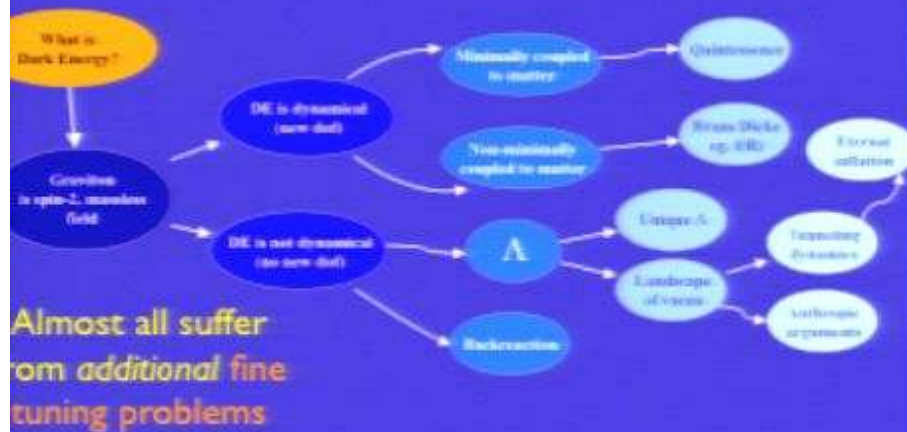 What is
Dark Energy?
Minimally coupled
to matter
Quintessence
DE is dynamical
(new dof)
Non-minimally
coupled to matter
Brans Dicke
eg. f(R)
Eternal
inflation
Graviton
is spin-2, massless
field
DE is not dynamical
(no new dof)
Λ
Unique Λ
Tunneling
dynamics
Landscape
of vacua
Anthropic
arguments
Backreaction
Almost all suffer
rom additional fine
tuning problems